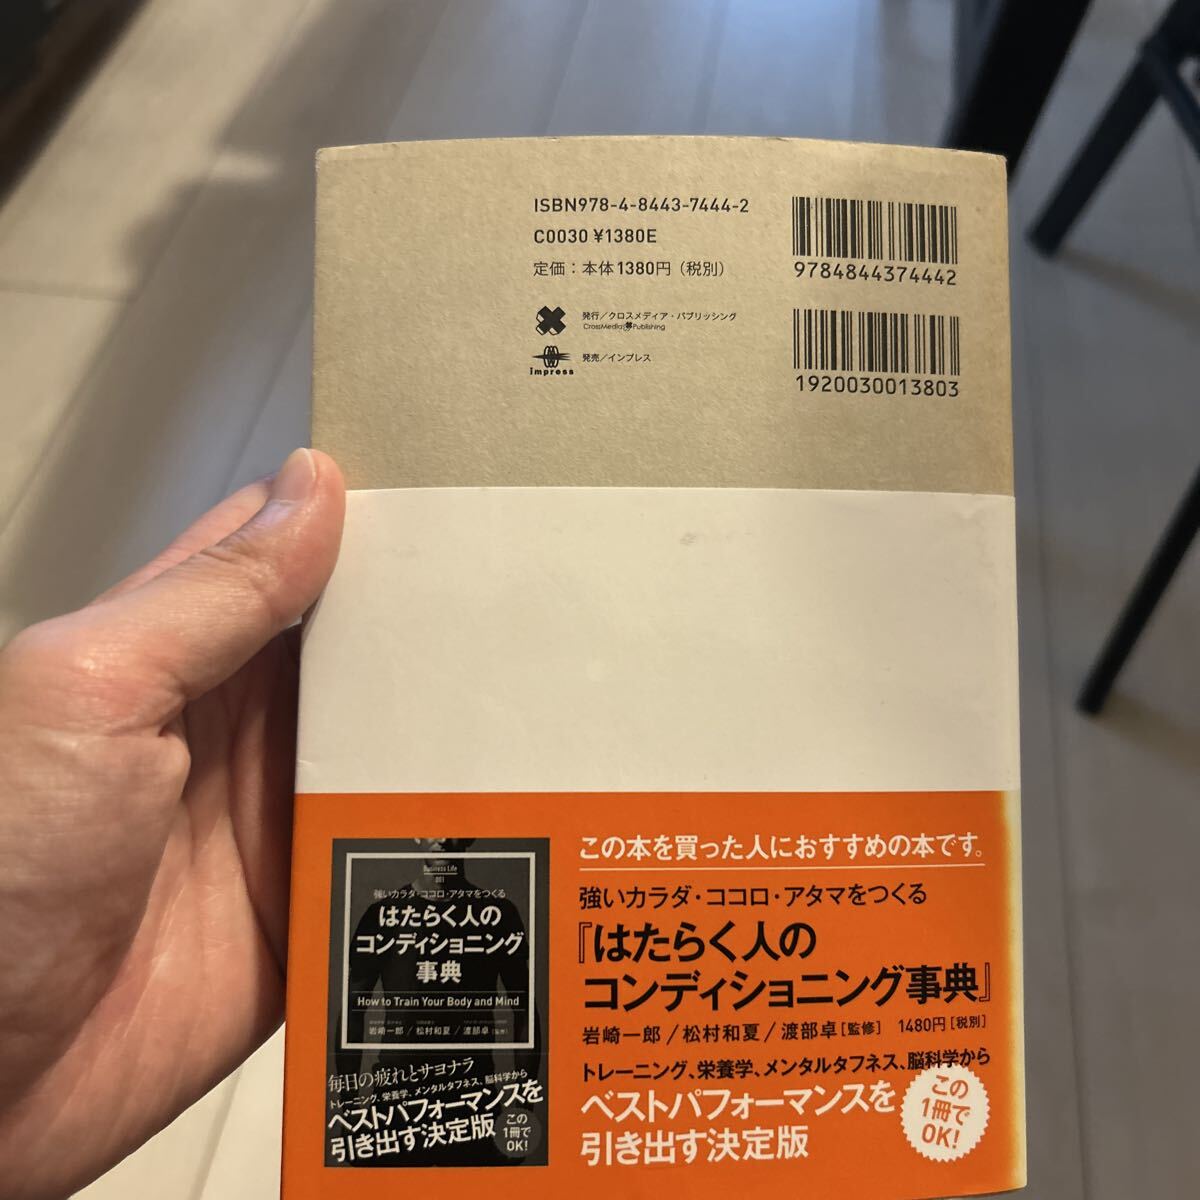 ISBN978-4-8443-7444-2
C0030 ¥1380E
定価：本体1380円（税別）
9784844374442
発行／クロスメディア・パブリッシング
CrossMedia Publishing
1920030013803
発売／インプレス
impress
この本を買った人におすすめの本です。
強いカラダ・ココロ・アタマをつくる
『はたらく人の
コンディショニング事典』
岩崎一郎／松村和夏／渡部卓［監修］ 1480円［税別］
トレーニング、栄養学、メンタルタフネス、脳科学から
ベストパフォーマンスを
引き出す決定版
この
1冊で
OK!
Business Life
001
強いカラダ・ココロ・アタマをつくる
はたらく人の
コンディショニング
事典
How to Train Your Body and Mind
岩崎一郎／松村和夏／渡部卓［監修］
毎日の疲れとサヨナラ
トレーニング、栄養学、メンタルタフネス、脳科学から
ベストパフォーマンスを
引き出す決定版
この
1冊で
OK!